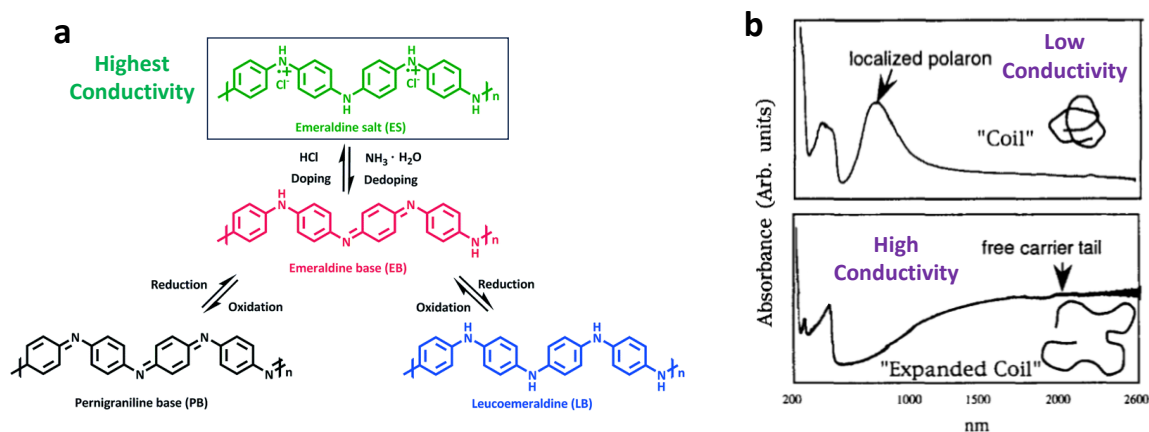 a
Highest
Conductivity
H
N
Cl⁻
H
N
Cl⁻
N
H
N
H
n
Emeraldine salt (ES)
HCl
Doping
NH₃ · H₂O
Dedoping
H
N
N
N
N
H
n
Emeraldine base (EB)
Reduction
Oxidation
Reduction
Oxidation
N
N
N
N
n
Pernigraniline base (PB)
H
N
H
N
N
H
N
H
n
Leucoemeraldine (LB)
b
Absorbance (Arb. units)
localized polaron
Low
Conductivity
"Coil"
High
Conductivity
free carrier tail
"Expanded Coil"
200 1000 2000 2600
nm